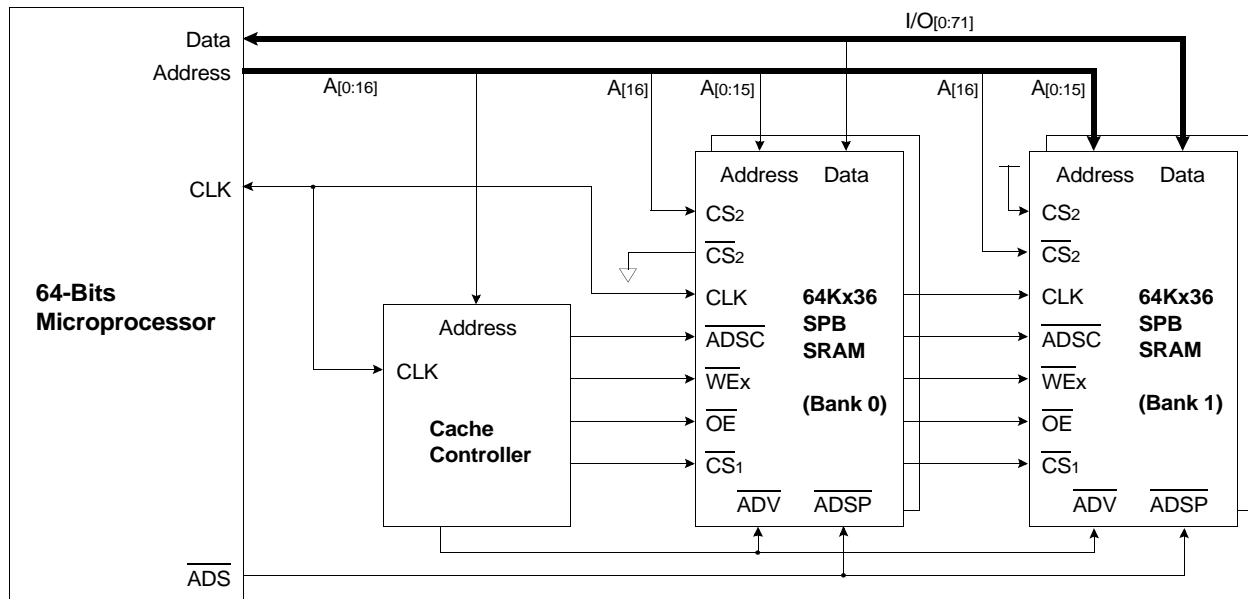 I/O[0:71]
Data
Address
A[0:16]
A[16]
A[0:15]
A[16]
A[0:15]
CLK
64-Bits
Microprocessor
ADS
Address
CLK
Cache
Controller
Address Data
CS2
CS2
CLK
ADSC
WEx
OE
CS1
ADV ADSP
64Kx36
SPB
SRAM
(Bank 0)
Address Data
CS2
CS2
CLK
ADSC
WEx
OE
CS1
ADV ADSP
64Kx36
SPB
SRAM
(Bank 1)